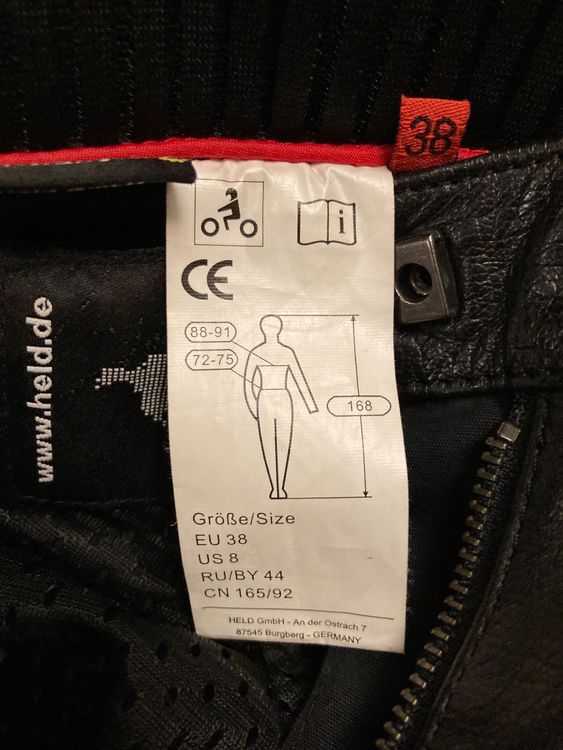 38
i
CE
www.held.de
88-91
72-75
168
Größe/Size
EU 38
US 8
RU/BY 44
CN 165/92
HELD GmbH - An der Ostrach 7
87545 Burgberg - GERMANY